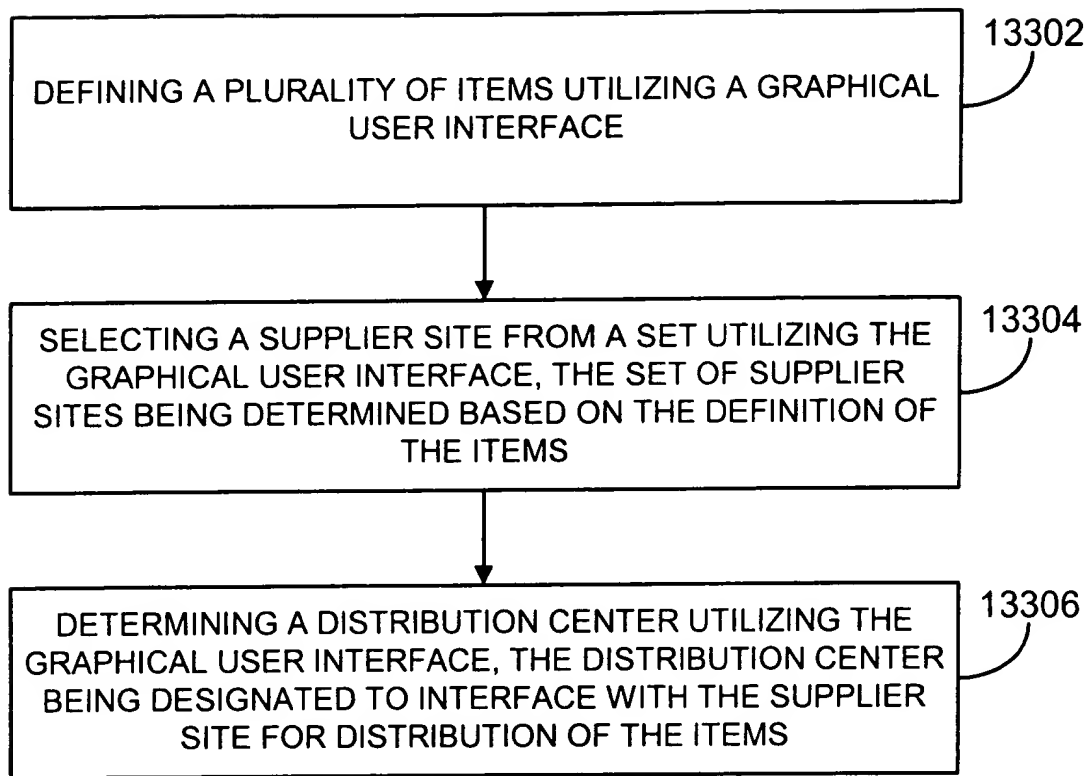 13302
DEFINING A PLURALITY OF ITEMS UTILIZING A GRAPHICAL
USER INTERFACE
13304
SELECTING A SUPPLIER SITE FROM A SET UTILIZING THE
GRAPHICAL USER INTERFACE, THE SET OF SUPPLIER
SITES BEING DETERMINED BASED ON THE DEFINITION OF
THE ITEMS
13306
DETERMINING A DISTRIBUTION CENTER UTILIZING THE
GRAPHICAL USER INTERFACE, THE DISTRIBUTION CENTER
BEING DESIGNATED TO INTERFACE WITH THE SUPPLIER
SITE FOR DISTRIBUTION OF THE ITEMS